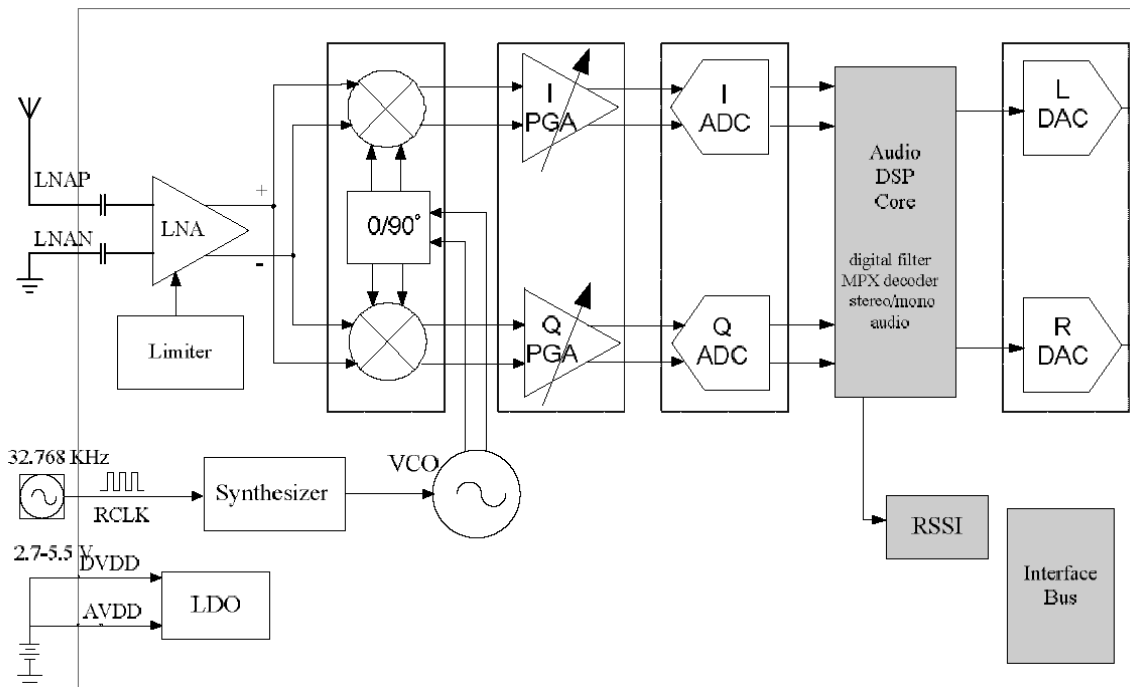 LNAP
LNAN
+
LNA
-
Limiter
0/90°
I
PGA
Q
PGA
I
ADC
Q
ADC
Audio
DSP
Core
digital filter
MPX decoder
stereo/mono
audio
L
DAC
R
DAC
32.768 KHz
RCLK
Synthesizer
VCO
RSSI
Interface
Bus
2.7-5.5 V
DVDD
AVDD
LDO